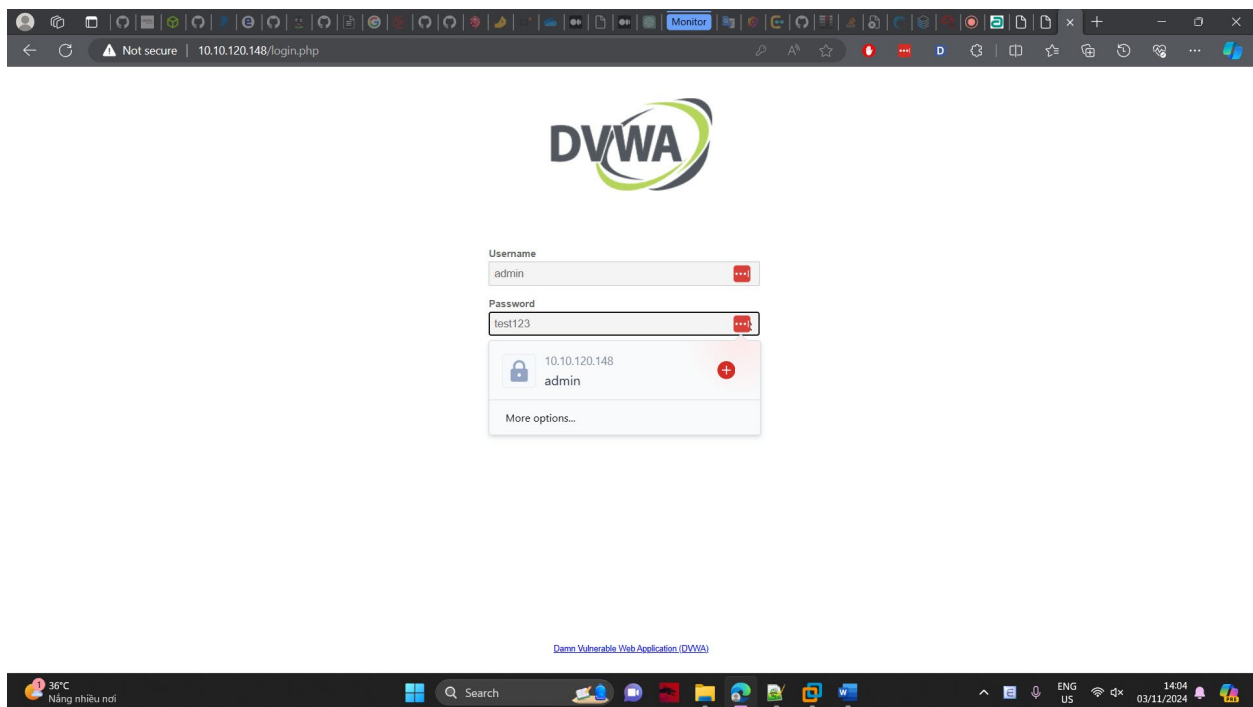 Monitor
Not secure | 10.10.120.148/login.php
DVWA
Username
admin
Password
test123
10.10.120.148
admin
More options...
Damn Vulnerable Web Application (DVWA)
1
36°C
Nắng nhiều nơi
Search
ENG
US
14:04
03/11/2024